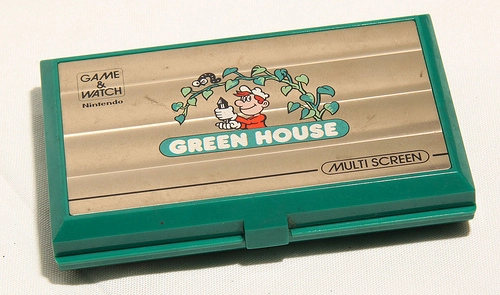 GAME
&
WATCH
Nintendo
GREEN HOUSE
MULTI SCREEN